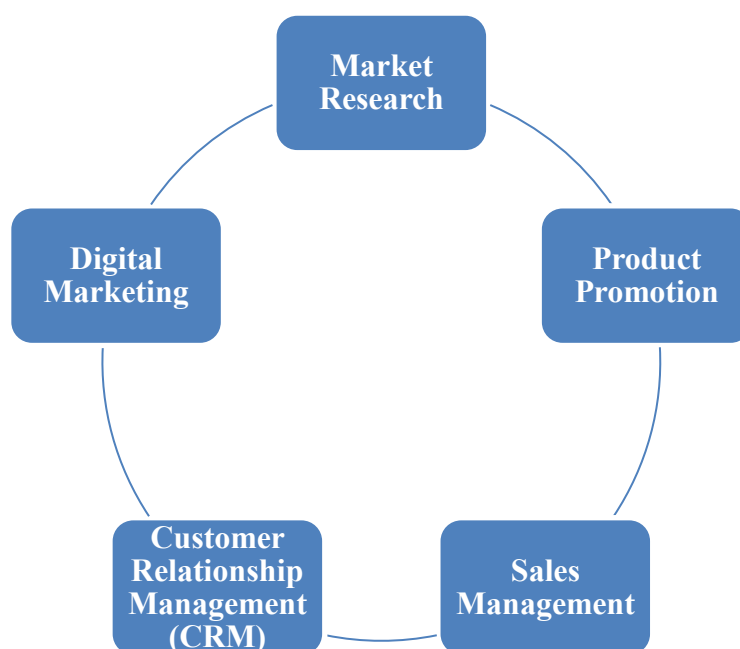 Market
Research
Product
Promotion
Sales
Management
Customer
Relationship
Management
(CRM)
Digital
Marketing